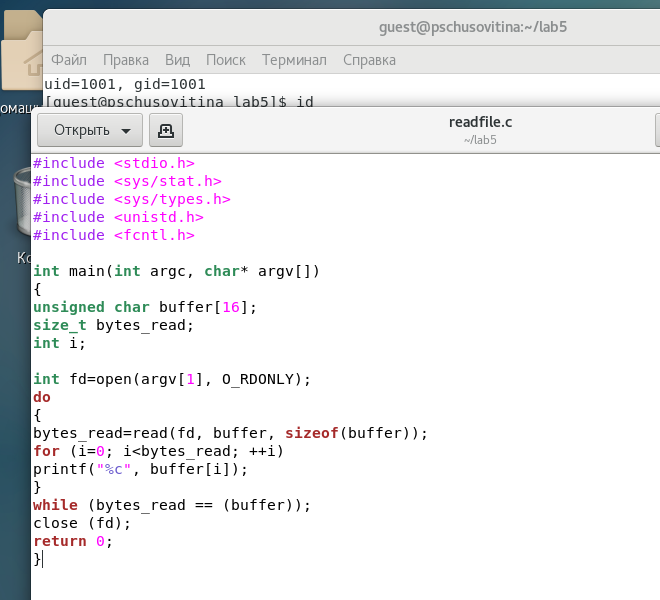 guest@pschusovitina:~/lab5
Файл Правка Вид Поиск Терминал Справка
uid=1001, gid=1001
[guest@pschusovitina lab5]$ id
Открыть
readfile.c
~/lab5
#include <stdio.h>
#include <sys/stat.h>
#include <sys/types.h>
#include <unistd.h>
#include <fcntl.h>
int main(int argc, char* argv[])
{
unsigned char buffer[16];
size_t bytes_read;
int i;
int fd=open(argv[1], O_RDONLY);
do
{
bytes_read=read(fd, buffer, sizeof(buffer));
for (i=0; i<bytes_read; ++i)
printf("%c", buffer[i]);
}
while (bytes_read == (buffer));
close (fd);
return 0;
}